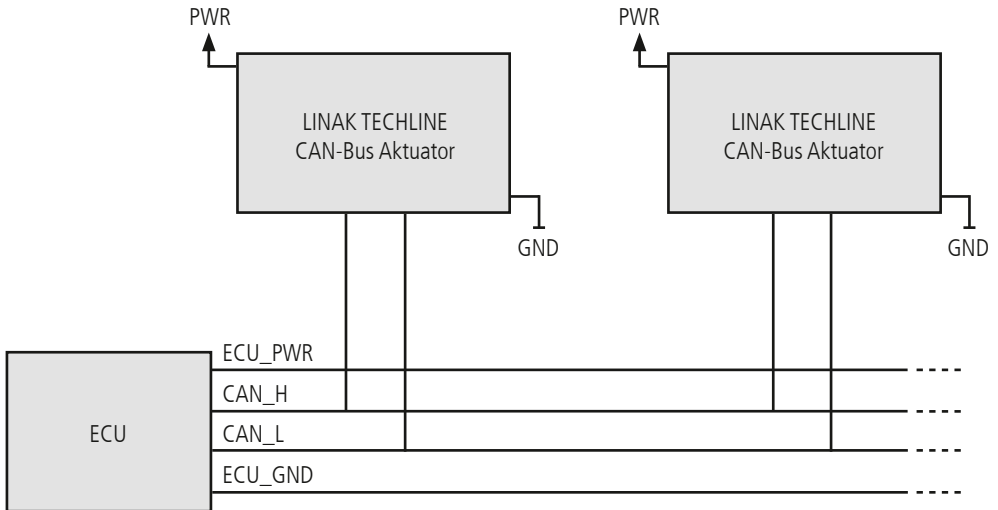 PWR
PWR
LINAK TECHLINE
CAN-Bus Aktuator
LINAK TECHLINE
CAN-Bus Aktuator
GND
GND
ECU_PWR
CAN_H
ECU
CAN_L
ECU_GND